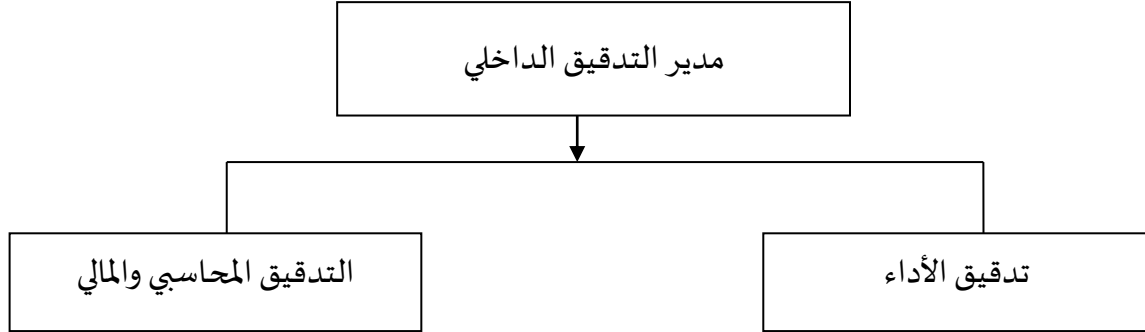 مدير التدقيق الداخلي
تدقيق الأداء
التدقيق المحاسبي والمالي